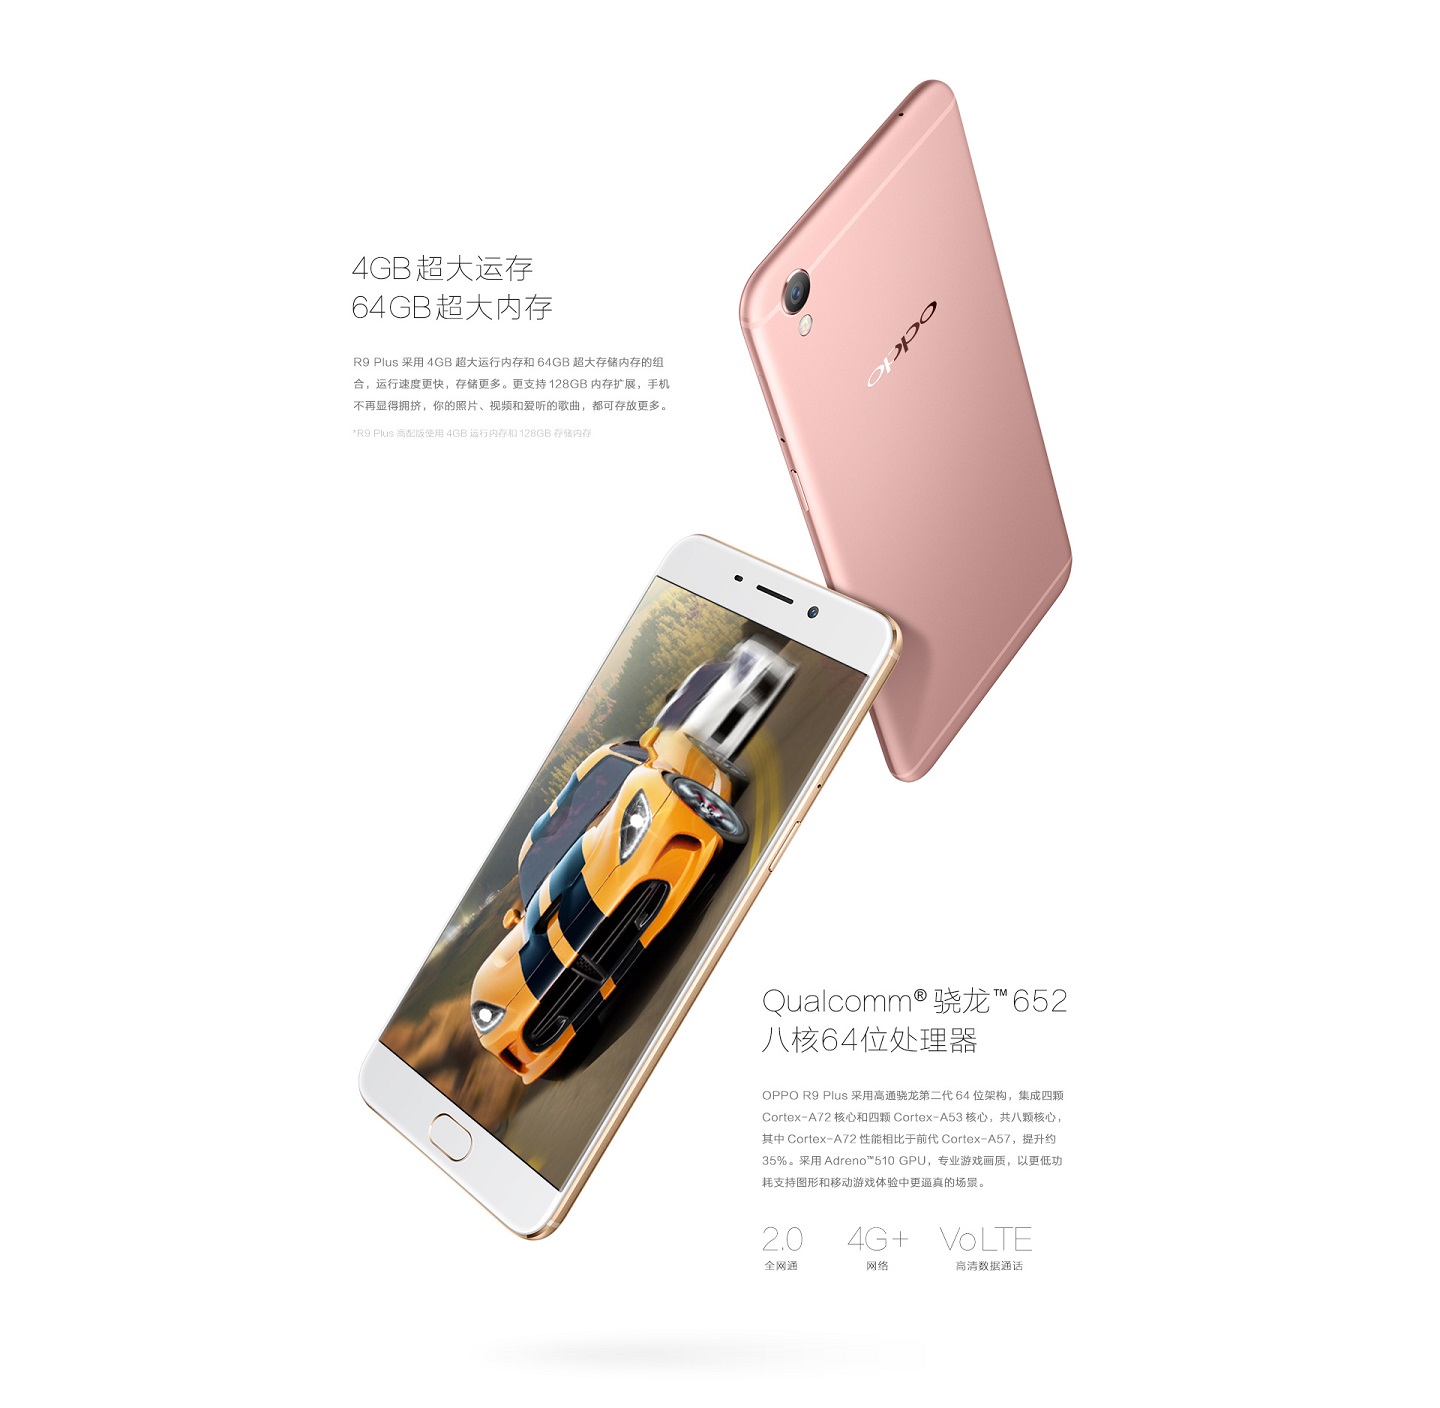 oppo
4GB超大运存
64GB超大内存
R9 Plus 采用 4GB 超大运行内存和 64GB 超大存储内存的组
合，运行速度更快，存储更多。更支持 128GB 内存扩展，手机
不再显得拥挤，你的照片、视频和爱听的歌曲，都可存放更多。
*R9 Plus 高配版使用 4GB 运行内存和 128GB 存储内存
Qualcomm® 骁龙™ 652
八核64位处理器
OPPO R9 Plus 采用高通骁龙第二代 64 位架构，集成四颗
Cortex-A72 核心和四颗 Cortex-A53 核心，共八颗核心，
其中 Cortex-A72 性能相比于前代 Cortex-A57，提升约
35%。采用 Adreno™510 GPU，专业游戏画质，以更低功
耗支持图形和移动游戏体验中更逼真的场景。
2.0 4G+ VoLTE
全网通 网络 高清数据通话